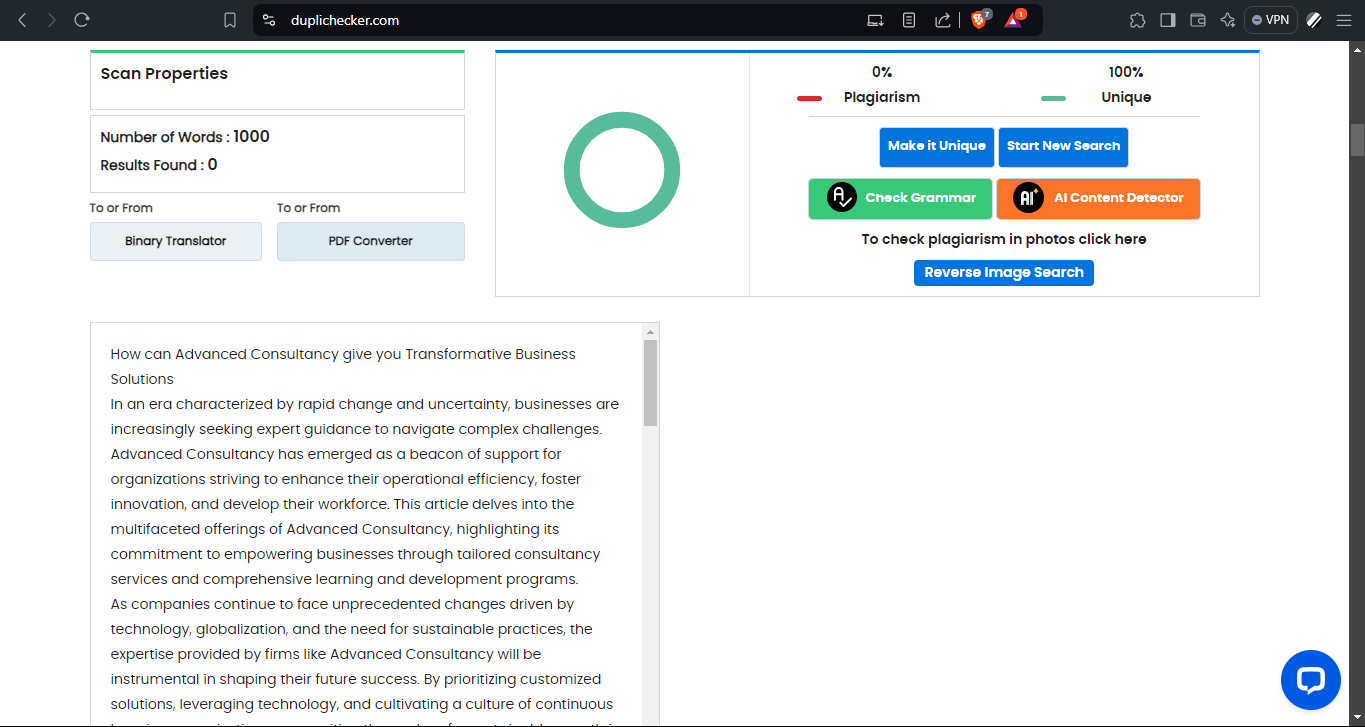 duplichecker.com
7
1
VPN
Scan Properties
Number of Words : 1000
Results Found : 0
To or From
To or From
Binary Translator
PDF Converter
0%
100%
Plagiarism
Unique
Make it Unique
Start New Search
A
Check Grammar
AI
AI Content Detector
To check plagiarism in photos click here
Reverse Image Search
How can Advanced Consultancy give you Transformative Business
Solutions
In an era characterized by rapid change and uncertainty, businesses are
increasingly seeking expert guidance to navigate complex challenges.
Advanced Consultancy has emerged as a beacon of support for
organizations striving to enhance their operational efficiency, foster
innovation, and develop their workforce. This article delves into the
multifaceted offerings of Advanced Consultancy, highlighting its
commitment to empowering businesses through tailored consultancy
services and comprehensive learning and development programs.
As companies continue to face unprecedented changes driven by
technology, globalization, and the need for sustainable practices, the
expertise provided by firms like Advanced Consultancy will be
instrumental in shaping their future success. By prioritizing customized
solutions, leveraging technology, and cultivating a culture of continuous